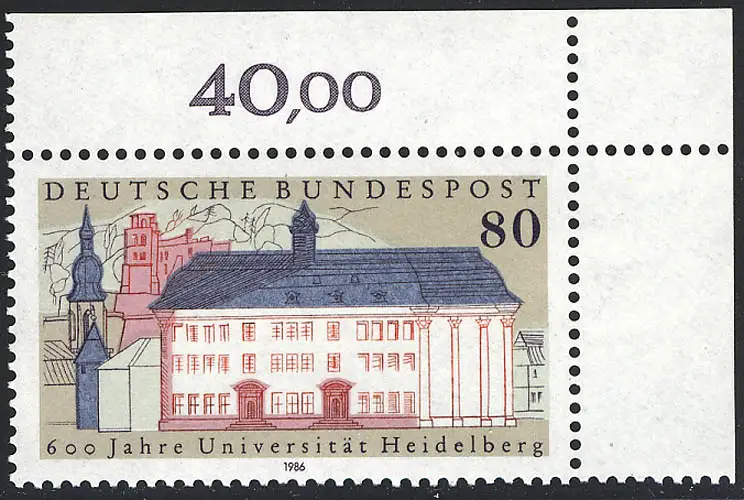 40,00
DEUTSCHE BUNDESPOST
80
600 Jahre Universität Heidelberg
1986